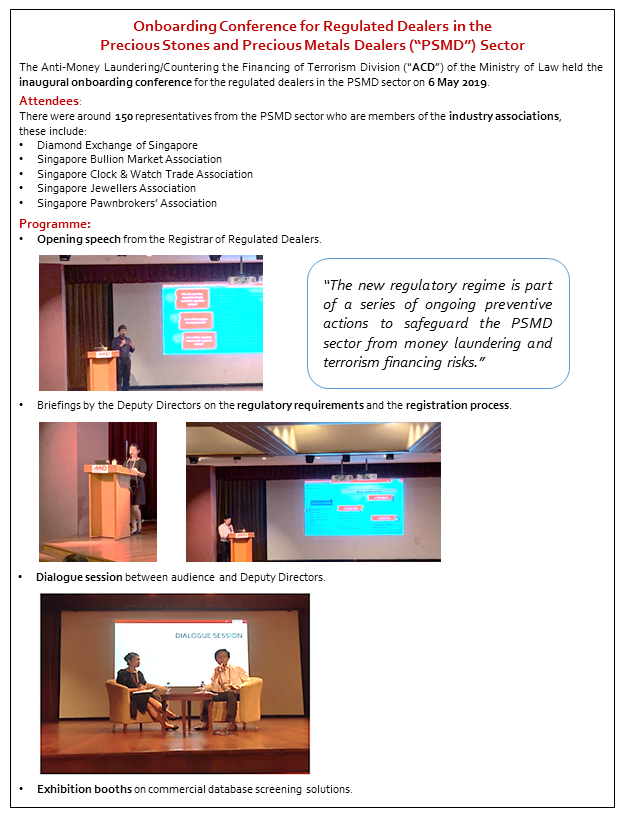 Onboarding Conference for Regulated Dealers in the
Precious Stones and Precious Metals Dealers (“PSMD”) Sector
The Anti-Money Laundering/Countering the Financing of Terrorism Division (“ACD”) of the Ministry of Law held the
inaugural onboarding conference for the regulated dealers in the PSMD sector on 6 May 2019.
Attendees:
There were around 150 representatives from the PSMD sector who are members of the industry associations,
these include:
• Diamond Exchange of Singapore
• Singapore Bullion Market Association
• Singapore Clock & Watch Trade Association
• Singapore Jewellers Association
• Singapore Pawnbrokers’ Association
Programme:
• Opening speech from the Registrar of Regulated Dealers.
“The new regulatory regime is part
of a series of ongoing preventive
actions to safeguard the PSMD
sector from money laundering and
terrorism financing risks.”
• Briefings by the Deputy Directors on the regulatory requirements and the registration process.
• Dialogue session between audience and Deputy Directors.
DIALOGUE SESSION
• Exhibition booths on commercial database screening solutions.